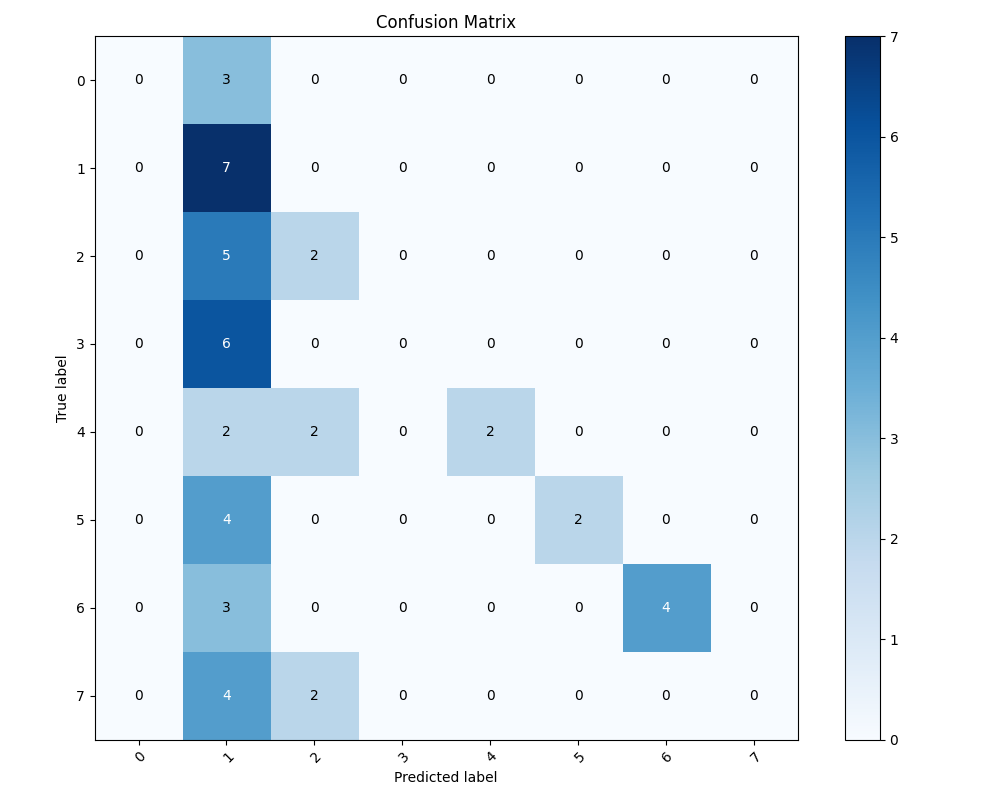 Confusion Matrix
0 0 3 0 0 0 0 0 0
1 0 7 0 0 0 0 0 0
2 0 5 2 0 0 0 0 0
3 0 6 0 0 0 0 0 0
4 0 2 2 0 2 0 0 0
5 0 4 0 0 0 2 0 0
6 0 3 0 0 0 0 4 0
7 0 4 2 0 0 0 0 0
0 1 2 3 4 5 6 7
True label
Predicted label
7
6
5
4
3
2
1
0